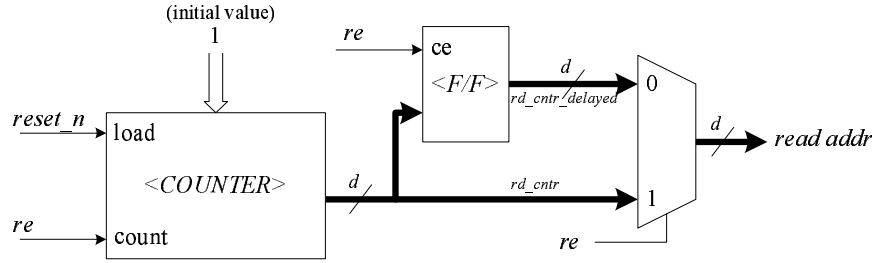 (initial value)
1
re
ce
<F/F>
d
rd_cntr_delayed
0
reset_n
load
<COUNTER>
d
rd_cntr
1
d
read addr
re
count
re